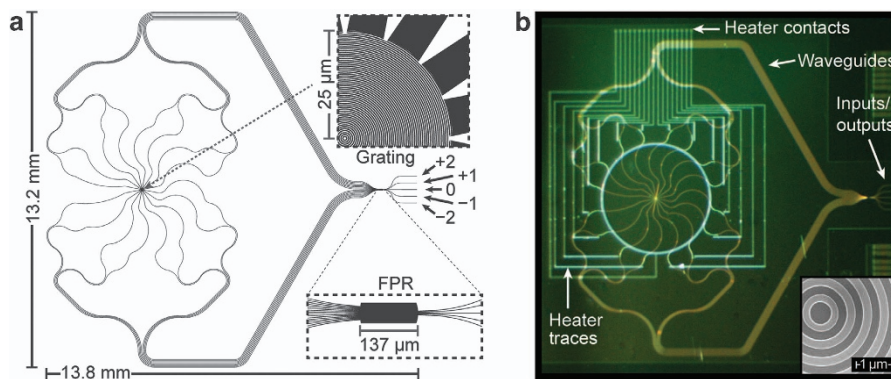 a
25 µm
Grating
+2
+1
0
−1
−2
13.2 mm
FPR
137 µm
13.8 mm
b
Heater contacts
Waveguides
Inputs/
outputs
Heater
traces
1 µm